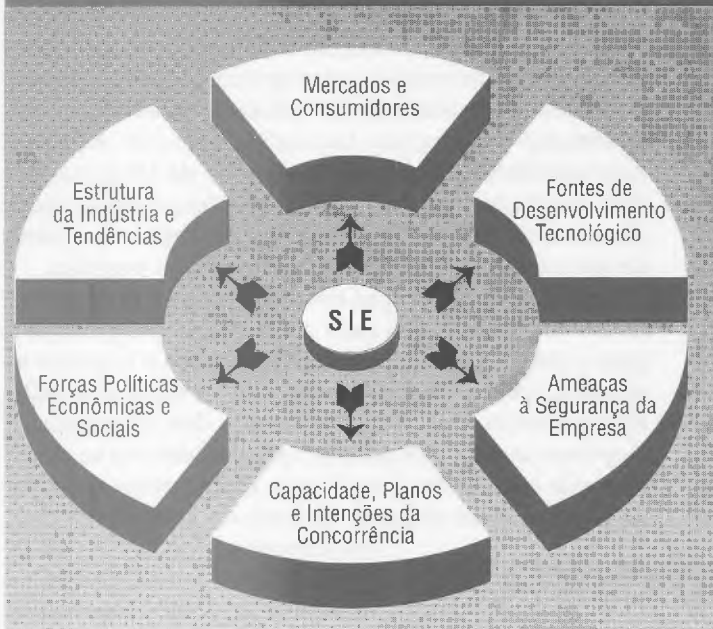 Mercados e
Consumidores
Fontes de
Desenvolvimento
Tecnológico
Ameaças
à Segurança da
Empresa
Capacidade, Planos
e Intenções da
Concorrência
Forças Políticas
Econômicas e
Sociais
Estrutura
da Indústria e
Tendências
SIE